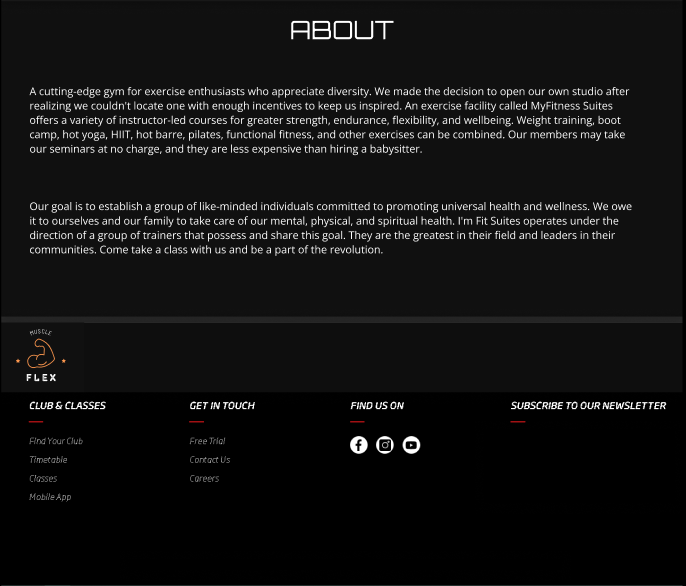 ABOUT
A cutting-edge gym for exercise enthusiasts who appreciate diversity. We made the decision to open our own studio after
realizing we couldn't locate one with enough incentives to keep us inspired. An exercise facility called MyFitness Suites
offers a variety of instructor-led courses for greater strength, endurance, flexibility, and wellbeing. Weight training, boot
camp, hot yoga, HIIT, hot barre, pilates, functional fitness, and other exercises can be combined. Our members may take
our seminars at no charge, and they are less expensive than hiring a babysitter.
Our goal is to establish a group of like-minded individuals committed to promoting universal health and wellness. We owe
it to ourselves and our family to take care of our mental, physical, and spiritual health. I'm Fit Suites operates under the
direction of a group of trainers that possess and share this goal. They are the greatest in their field and leaders in their
communities. Come take a class with us and be a part of the revolution.
MUSCLE
FLEX
CLUB & CLASSES
Find Your Club
Timetable
Classes
Mobile App
GET IN TOUCH
Free Trial
Contact Us
Careers
FIND US ON
SUBSCRIBE TO OUR NEWSLETTER